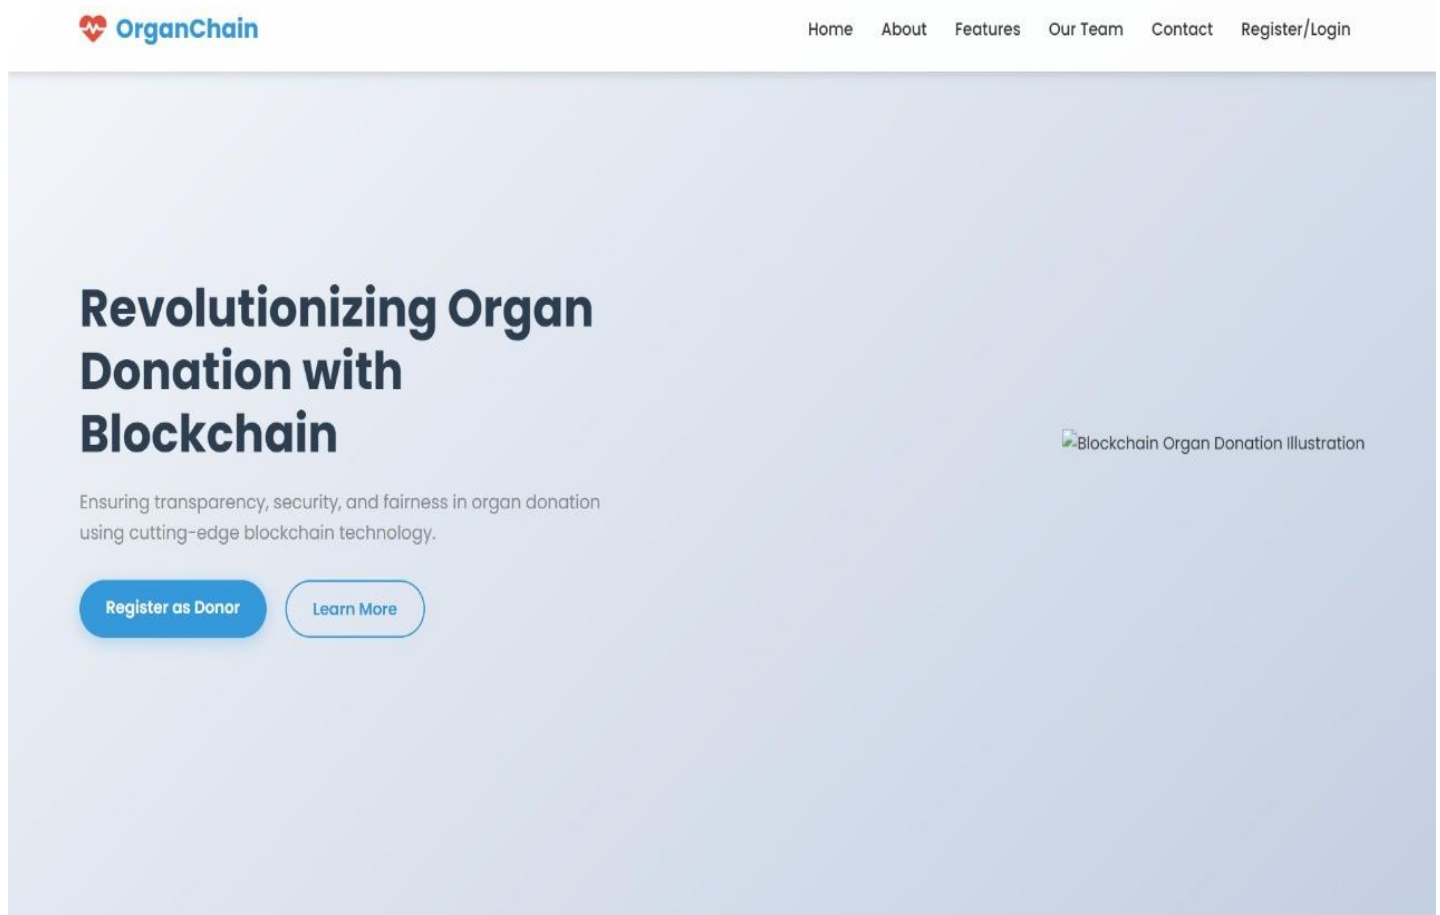 OrganChain
Home About Features Our Team Contact Register/Login
Revolutionizing Organ
Donation with
Blockchain
Blockchain Organ Donation Illustration
Ensuring transparency, security, and fairness in organ donation
using cutting-edge blockchain technology.
Register as Donor
Learn More